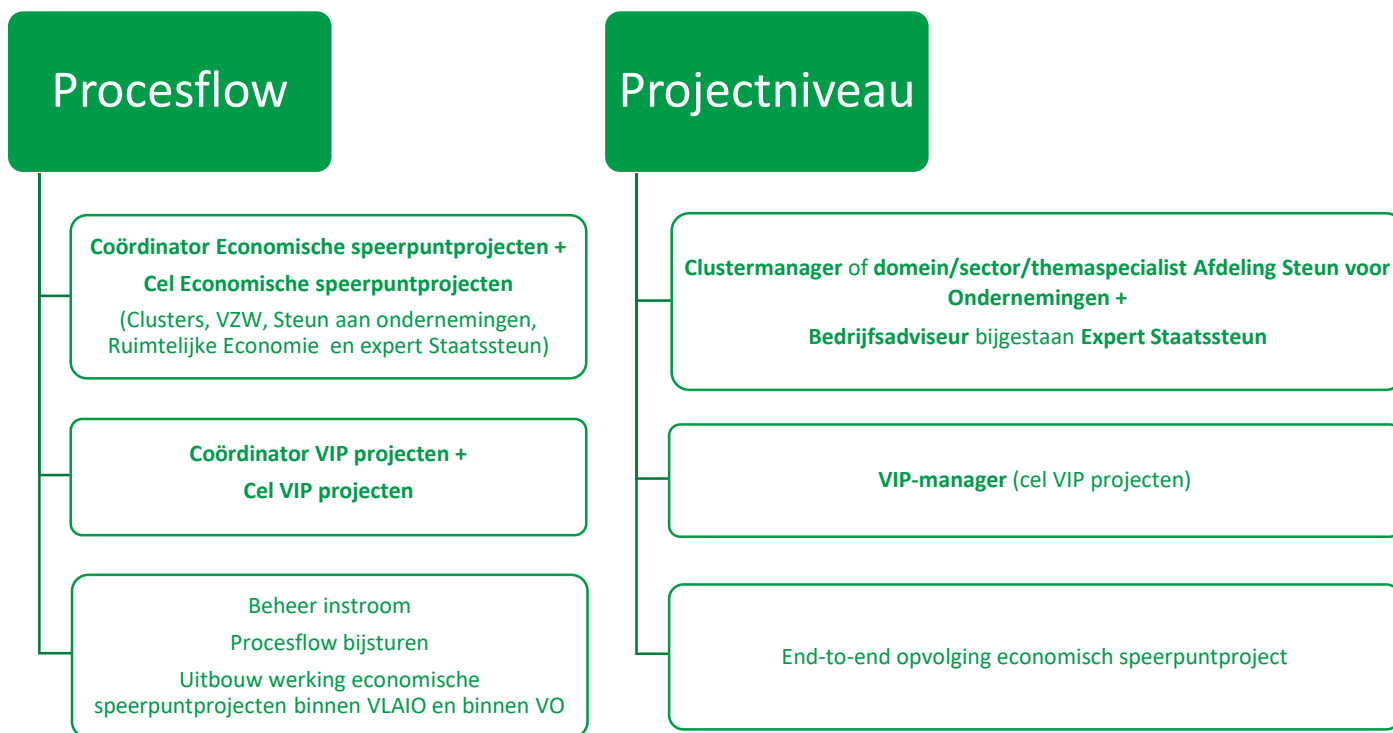 Procesflow
Coördinator Economische speerpuntprojecten +
Cel Economische speerpuntprojecten
(Clusters, VZW, Steun aan ondernemingen,
Ruimtelijke Economie en expert Staatssteun)
Coördinator VIP projecten +
Cel VIP projecten
Beheer instroom
Procesflow bijsturen
Uitbouw werking economische
speerpuntprojecten binnen VLAIO en binnen VO
Projectniveau
Clustermanager of domein/sector/themaspecialist Afdeling Steun voor
Ondernemingen +
Bedrijfsadviseur bijgestaan Expert Staatssteun
VIP-manager (cel VIP projecten)
End-to-end opvolging economisch speerpuntproject